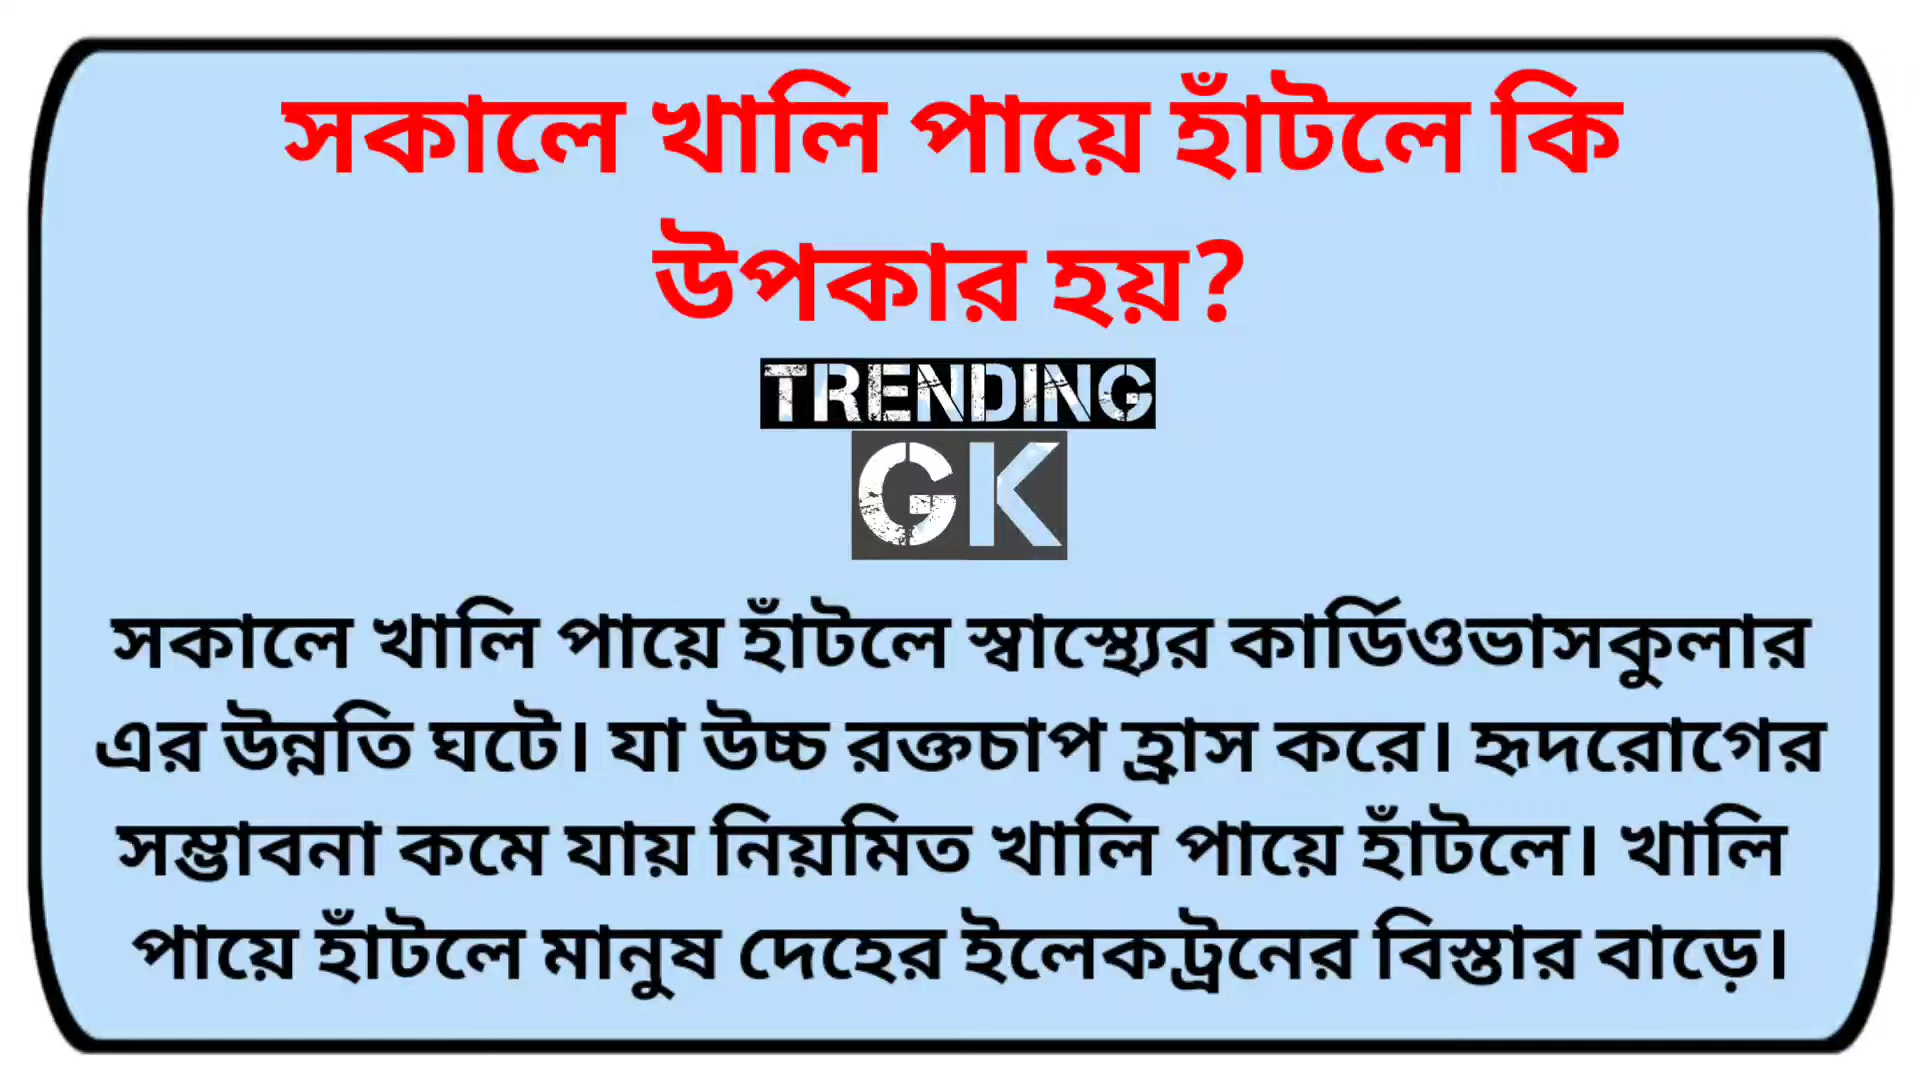 সকালে খালি পায়ে হাঁটলে কি
উপকার হয়?
TRENDING
GK
সকালে খালি পায়ে হাঁটলে স্বাস্থ্যের কার্ডিওভাসকুলার
এর উন্নতি ঘটে। যা উচ্চ রক্তচাপ হ্রাস করে। হৃদরোগের
সম্ভাবনা কমে যায় নিয়মিত খালি পায়ে হাঁটলে। খালি
পায়ে হাঁটলে মানুষ দেহের ইলেকট্রনের বিস্তার বাড়ে।